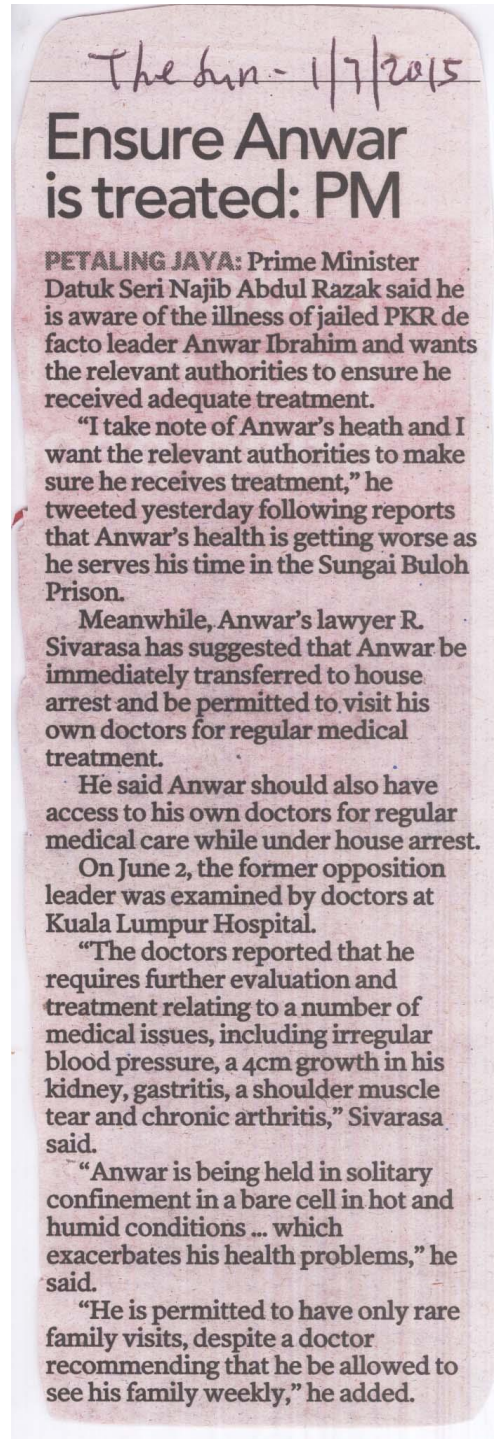 The Sun - 1/7/2015
Ensure Anwar
is treated: PM
PETALING JAYA: Prime Minister
Datuk Seri Najib Abdul Razak said he
is aware of the illness of jailed PKR de
facto leader Anwar Ibrahim and wants
the relevant authorities to ensure he
received adequate treatment.
“I take note of Anwar’s heath and I
want the relevant authorities to make
sure he receives treatment,” he
tweeted yesterday following reports
that Anwar’s health is getting worse as
he serves his time in the Sungai Buloh
Prison.
Meanwhile, Anwar’s lawyer R.
Sivarasa has suggested that Anwar be
immediately transferred to house
arrest and be permitted to visit his
own doctors for regular medical
treatment.
He said Anwar should also have
access to his own doctors for regular
medical care while under house arrest.
On June 2, the former opposition
leader was examined by doctors at
Kuala Lumpur Hospital.
“The doctors reported that he
requires further evaluation and
treatment relating to a number of
medical issues, including irregular
blood pressure, a 4cm growth in his
kidney, gastritis, a shoulder muscle
tear and chronic arthritis,” Sivarasa
said.
“Anwar is being held in solitary
confinement in a bare cell in hot and
humid conditions ... which
exacerbates his health problems,” he
said.
“He is permitted to have only rare
family visits, despite a doctor
recommending that he be allowed to
see his family weekly,” he added.